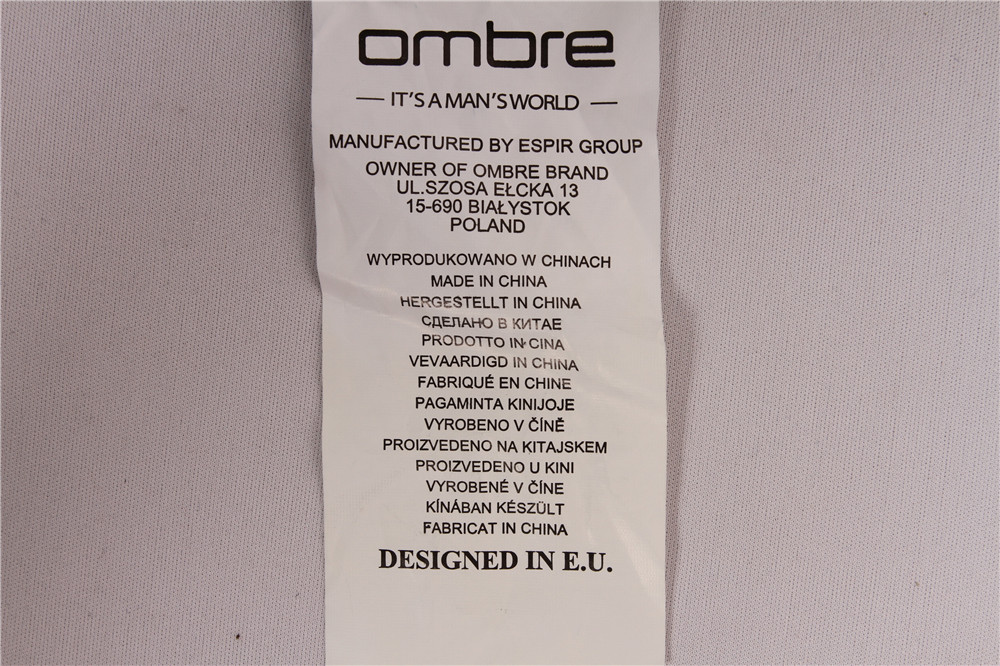 ombre
— IT'S A MAN'S WORLD —
MANUFACTURED BY ESPIR GROUP
OWNER OF OMBRE BRAND
UL.SZOSA EŁCKA 13
15-690 BIAŁYSTOK
POLAND
WYPRODUKOWANO W CHINACH
MADE IN CHINA
HERGESTELLT IN CHINA
СДЕЛАНО В КИТАЕ
PRODOTTO IN CINA
VEVAARDIGD IN CHINA
FABRIQUÉ EN CHINE
PAGAMINTA KINIJOJE
VYROBENO V ČÍNĚ
PROIZVEDENO NA KITAJSKEM
PROIZVEDENO U KINI
VYROBENÉ V ČÍNE
KÍNÁBAN KÉSZÜLT
FABRICAT IN CHINA
DESIGNED IN E.U.